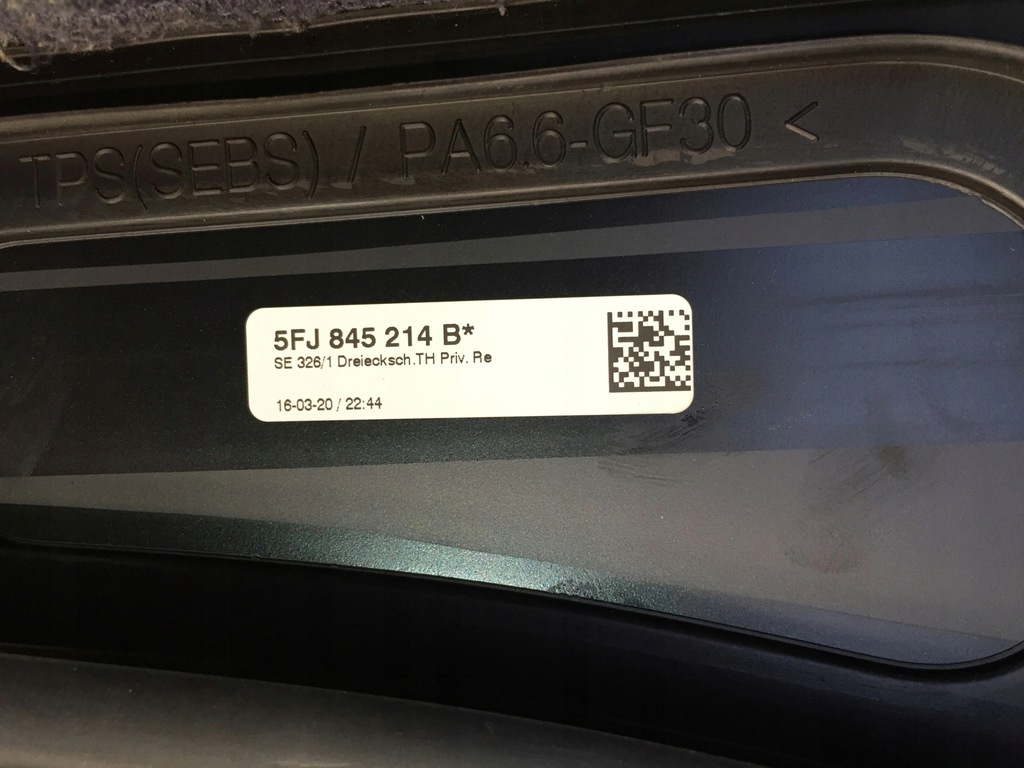 TPS(SEBS) / PA6.6-GF30 <
5FJ 845 214 B*
SE 326/1 Dreiecksch.TH Priv. Re
16-03-20 / 22:44